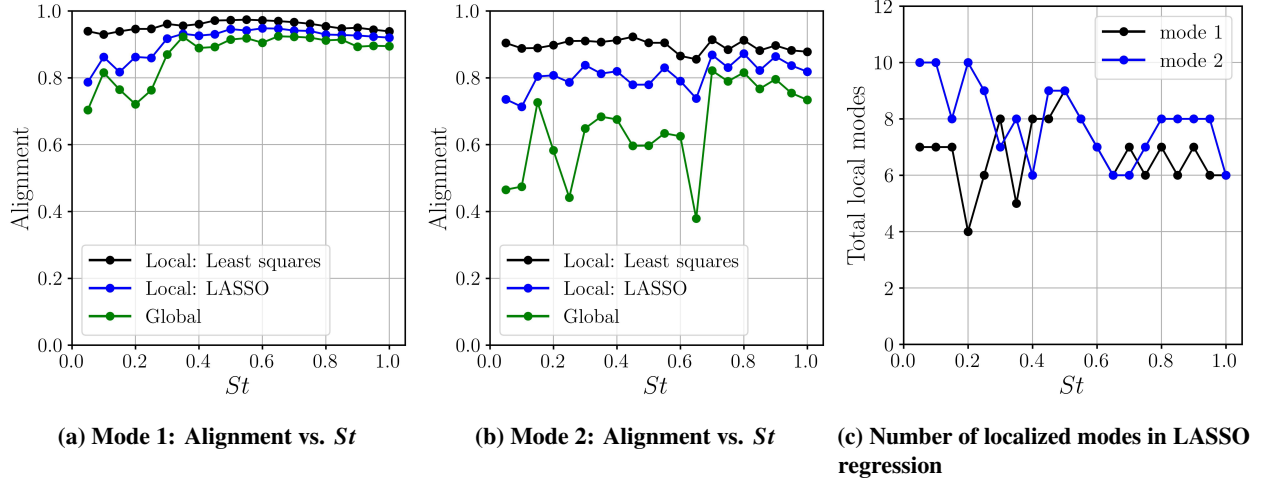 1.0
0.8
0.6
0.4
0.2
0.0
Alignment
Local: Least squares
Local: LASSO
Global
0.0 0.2 0.4 0.6 0.8 1.0
St
(a) Mode 1: Alignment vs. St
1.0
0.8
0.6
0.4
0.2
0.0
Alignment
Local: Least squares
Local: LASSO
Global
0.0 0.2 0.4 0.6 0.8 1.0
St
(b) Mode 2: Alignment vs. St
12
10
8
6
4
2
0
Total local modes
mode 1
mode 2
0.0 0.2 0.4 0.6 0.8 1.0
St
(c) Number of localized modes in LASSO
regression